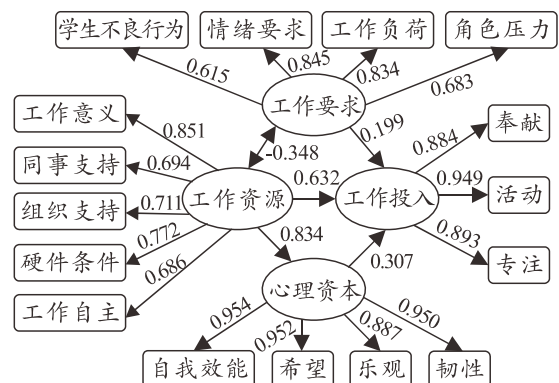 学生不良行为 情绪要求 工作负荷 角色压力
0.615 0.845 0.834 0.683
工作要求
工作意义 0.851 0.199 0.884 奉献
同事支持 0.694 -0.348
组织支持 0.711 工作资源 0.632 工作投入 0.949 活动
硬件条件 0.772 0.834 0.893 专注
工作自主 0.686 0.307
心理资本
0.954 0.952 0.887 0.950
自我效能 希望 乐观 韧性